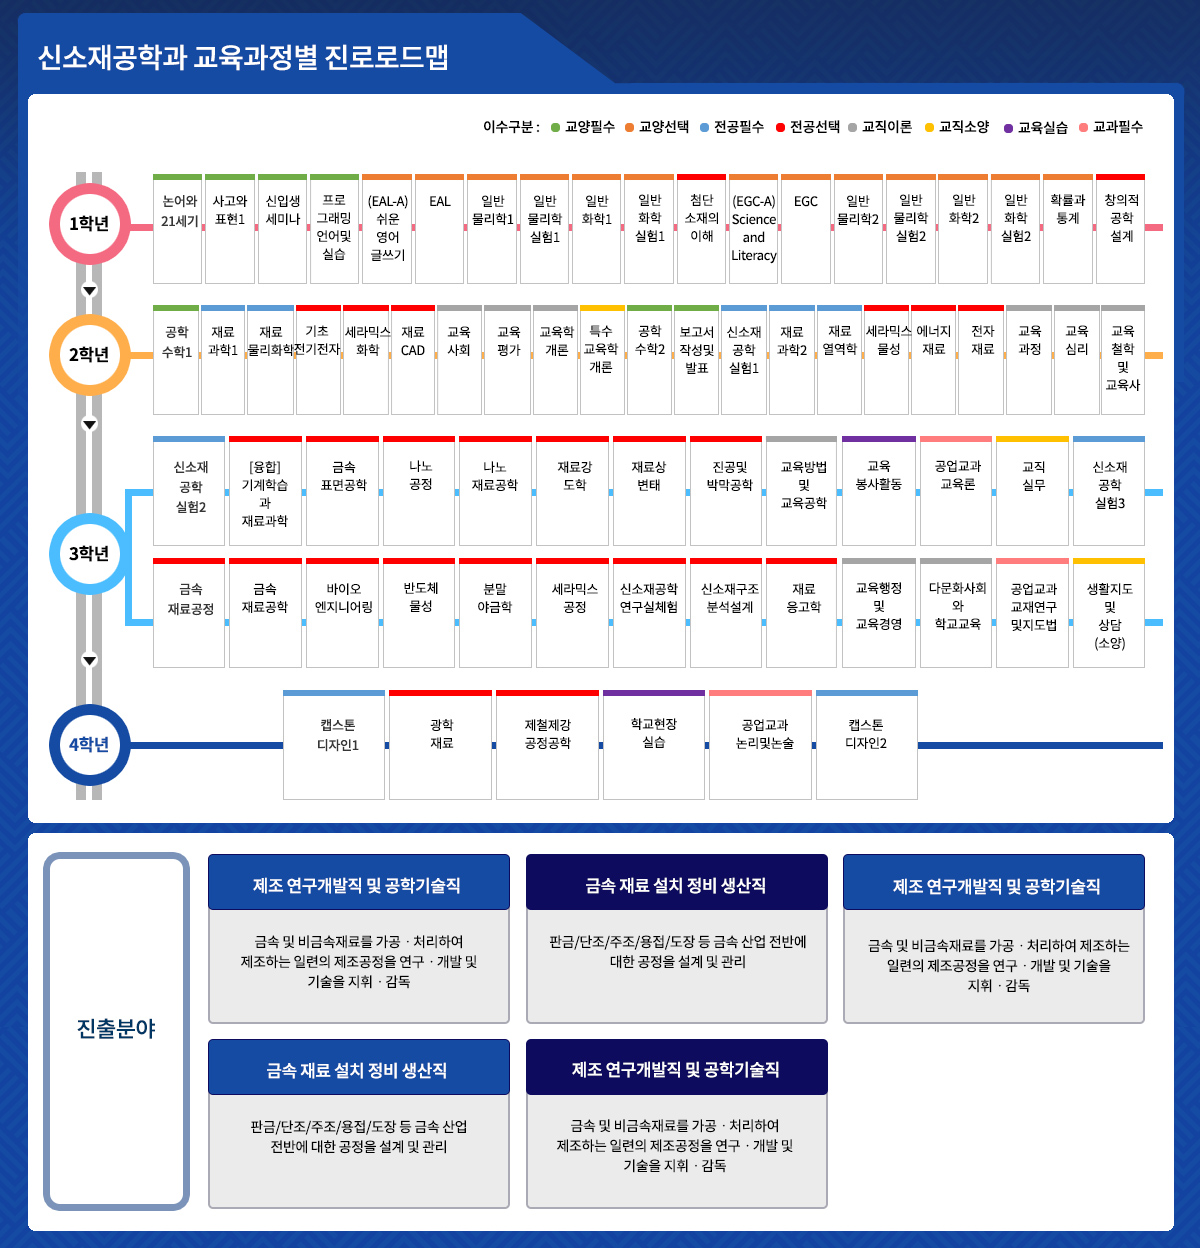 신소재공학과 교육과정별 진로로드맵
이수구분 : 교양필수 교양선택 전공필수 전공선택 교직이론 교직소양 교육실습 교과필수
1학년
논어와
21세기
사고와
표현1
신입생
세미나
프로
그래밍
언어및
실습
(EAL-A)
쉬운
영어
글쓰기
EAL
일반
물리학1
일반
물리학
실험1
일반
화학1
일반
화학
실험1
첨단
소재의
이해
(EGC-A)
Science
and
Literacy
EGC
일반
물리학2
일반
물리학
실험2
일반
화학2
일반
화학
실험2
확률과
통계
창의적
공학
설계
2학년
공학
수학1
재료
과학1
재료
물리화학
기초
전기전자
세라믹스
화학
재료
CAD
교육
사회
교육
평가
교육학
개론
특수
교육학
개론
공학
수학2
보고서
작성및
발표
신소재
공학
실험1
재료
과학2
재료
열역학
세라믹스
물성
에너지
재료
전자
재료
교육
과정
교육
심리
교육
철학
및
교육사
3학년
신소재
공학
실험2
[융합]
기계학습
과
재료과학
금속
표면공학
나노
공정
나노
재료공학
재료강
도학
재료상
변태
진공및
박막공학
교육방법
및
교육공학
교육
봉사활동
공업교과
교육론
교직
실무
신소재
공학
실험3
금속
재료공정
금속
재료공학
바이오
엔지니어링
반도체
물성
분말
야금학
세라믹스
공정
신소재공학
연구실체험
신소재구조
분석설계
재료
응고학
교육행정
및
교육경영
다문화사회
와
학교교육
공업교과
교재연구
및지도법
생활지도
및
상담
(소양)
4학년
캡스톤
디자인1
광학
재료
제철제강
공정공학
학교현장
실습
공업교과
논리및논술
캡스톤
디자인2
진출분야
제조 연구개발직 및 공학기술직
금속 및 비금속재료를 가공 · 처리하여
제조하는 일련의 제조공정을 연구 · 개발 및
기술을 지휘 · 감독
금속 재료 설치 정비 생산직
판금/단조/주조/용접/도장 등 금속 산업 전반에
대한 공정을 설계 및 관리
제조 연구개발직 및 공학기술직
금속 및 비금속재료를 가공 · 처리하여 제조하는
일련의 제조공정을 연구 · 개발 및 기술을
지휘 · 감독
금속 재료 설치 정비 생산직
판금/단조/주조/용접/도장 등 금속 산업
전반에 대한 공정을 설계 및 관리
제조 연구개발직 및 공학기술직
금속 및 비금속재료를 가공 · 처리하여
제조하는 일련의 제조공정을 연구 · 개발 및
기술을 지휘 · 감독